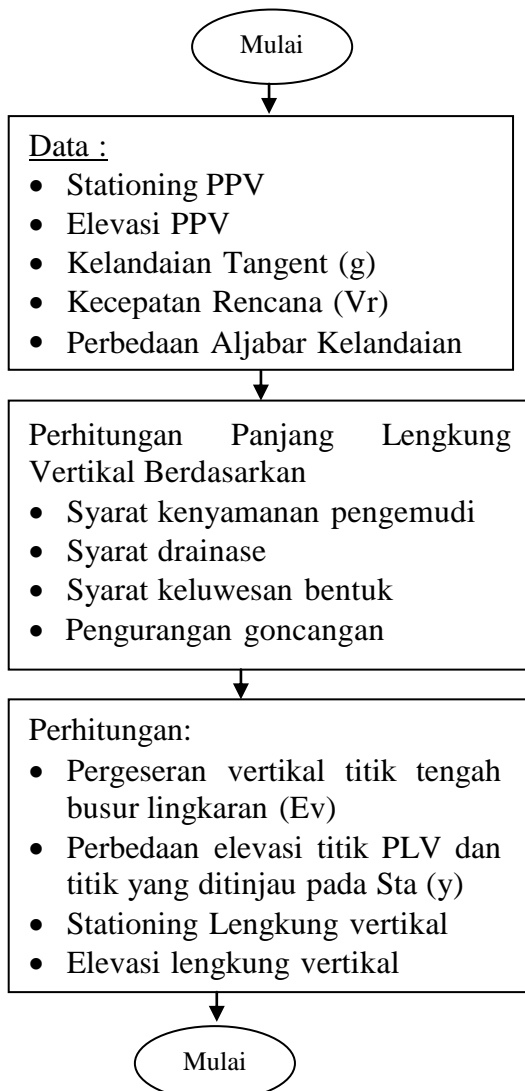 Mulai
Data :
• Stationing PPV
• Elevasi PPV
• Kelandaian Tangent (g)
• Kecepatan Rencana (Vr)
• Perbedaan Aljabar Kelandaian
Perhitungan Panjang Lengkung
Vertikal Berdasarkan
• Syarat kenyamanan pengemudi
• Syarat drainase
• Syarat keluwesan bentuk
• Pengurangan goncangan
Perhitungan:
• Pergeseran vertikal titik tengah
busur lingkaran (Ev)
• Perbedaan elevasi titik PLV dan
titik yang ditinjau pada Sta (y)
• Stationing Lengkung vertikal
• Elevasi lengkung vertikal
Mulai